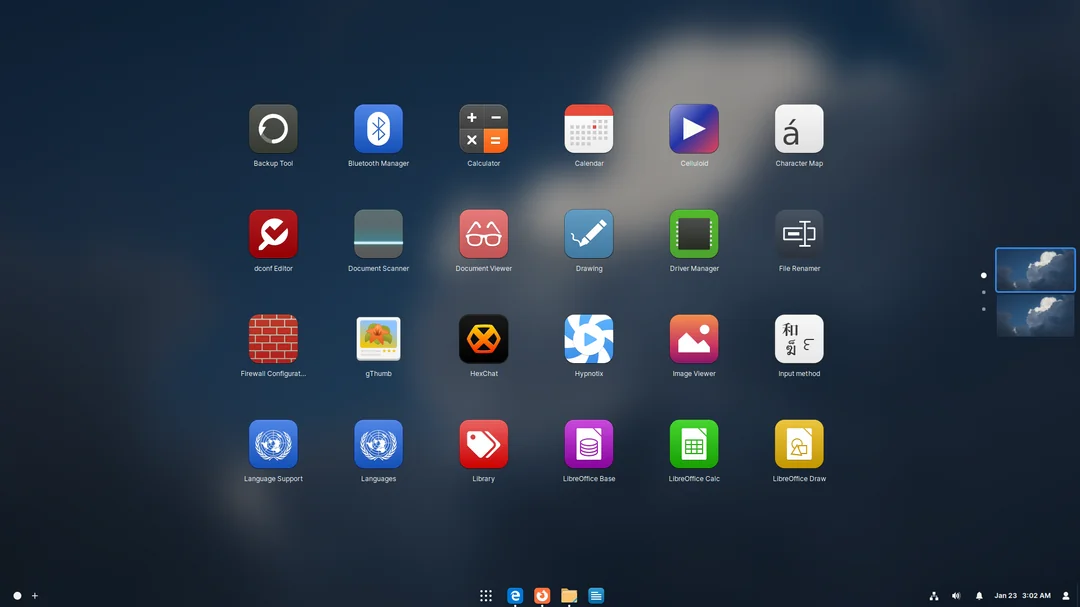 Backup Tool
Bluetooth Manager
Calculator
Calendar
Celluloid
Character Map
dconf Editor
Document Scanner
Document Viewer
Drawing
Driver Manager
File Renamer
Firewall Configurat...
gThumb
HexChat
Hypnotix
Image Viewer
Input method
Language Support
Languages
Library
LibreOffice Base
LibreOffice Calc
LibreOffice Draw
Jan 23 3:02 AM